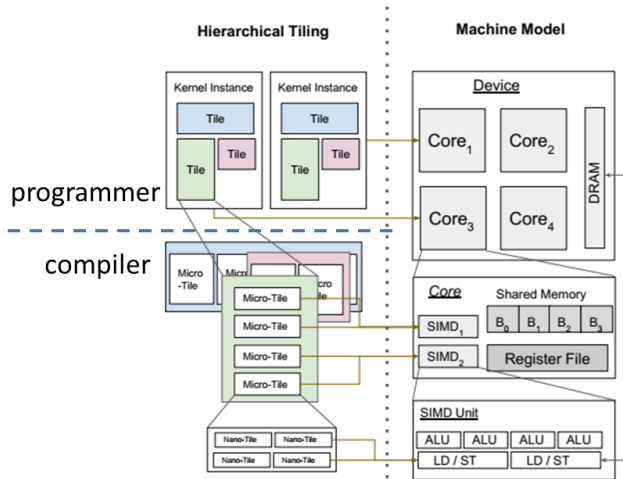 Hierarchical Tiling
Machine Model
Kernel Instance
Tile
Tile
Tile
Kernel Instance
Tile
Tile
Tile
Device
Core1
Core2
Core3
Core4
DRAM
programmer
compiler
Micro
-Tile
Micro-Tile
Micro-Tile
Micro-Tile
Micro-Tile
Nano-Tile
Nano-Tile
Nano-Tile
Nano-Tile
Core
Shared Memory
SIMD1
SIMD2
B0
B1
B2
B3
Register File
SIMD Unit
ALU
ALU
ALU
ALU
LD / ST
LD / ST